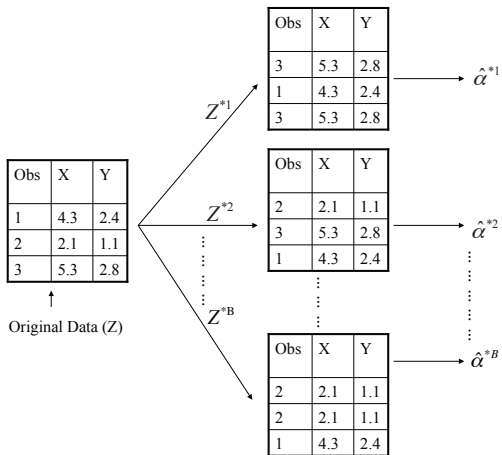 Obs X Y
3 5.3 2.8
1 4.3 2.4
3 5.3 2.8
Z*1
α̂*1
Obs X Y
1 4.3 2.4
2 2.1 1.1
3 5.3 2.8
Original Data (Z)
Z*2
Obs X Y
2 2.1 1.1
3 5.3 2.8
1 4.3 2.4
α̂*2
Z*B
Obs X Y
2 2.1 1.1
2 2.1 1.1
1 4.3 2.4
α̂*B